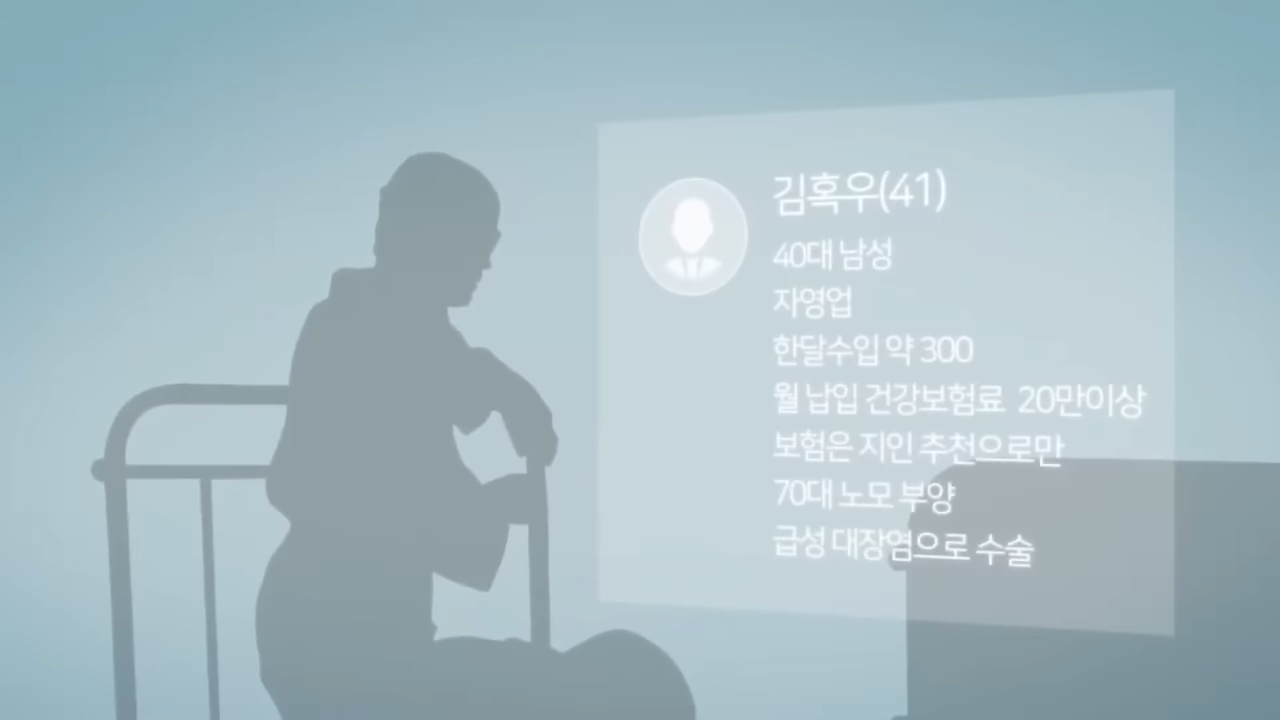 김혹우(41)
40대 남성
자영업
한달수입 약 300
월 납입 건강보험료 20만이상
보험은 지인 추천으로만
70대 노모 부양
급성 대장염으로 수술